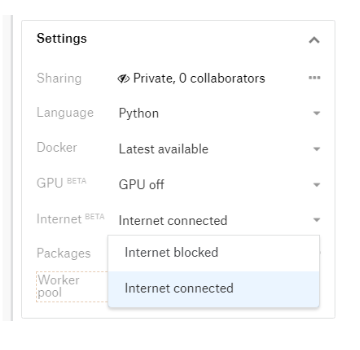 Settings
Sharing Private, 0 collaborators
Language Python
Docker Latest available
GPU BETA GPU off
Internet BETA Internet connected
Packages Internet blocked
Worker
pool Internet connected